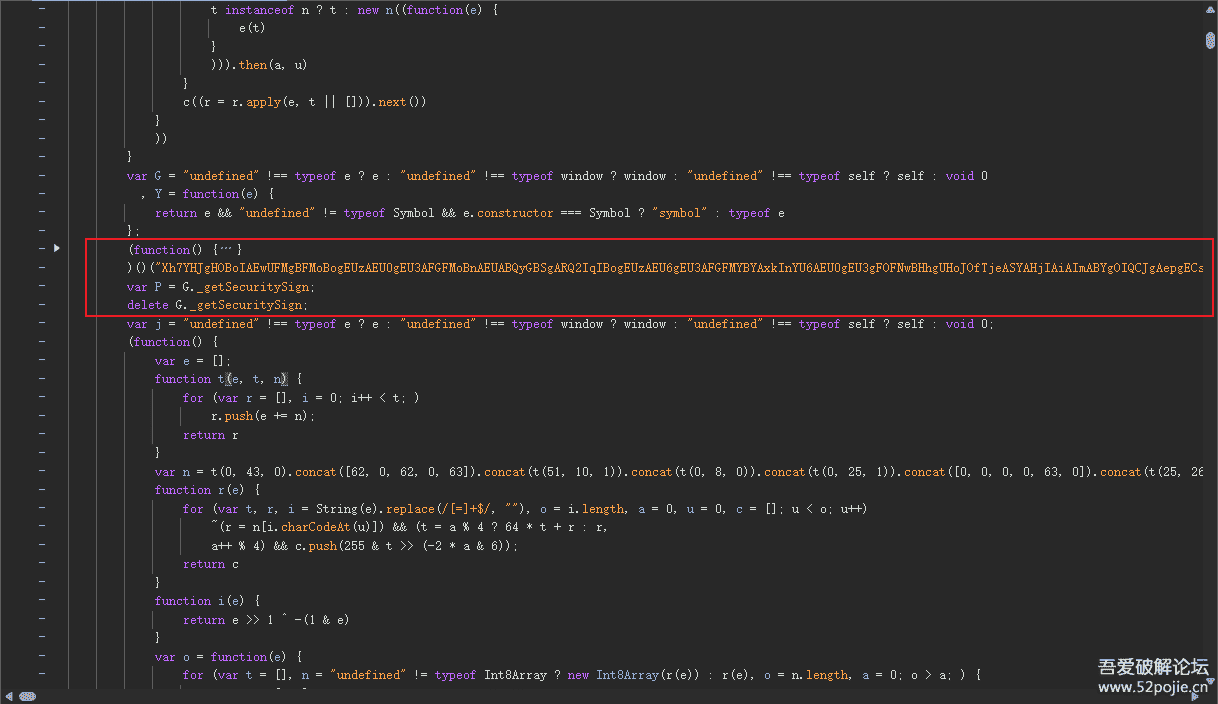 t instanceof n ? t : new n((function(e) {
e(t)
}
))).then(a, u)
}
c((r = r.apply(e, t || [])).next())
}
))
}
var G = "undefined" !== typeof e ? e : "undefined" !== typeof window ? window : "undefined" !== typeof self ? self : void 0
, Y = function(e) {
return e && "undefined" != typeof Symbol && e.constructor === Symbol ? "symbol" : typeof e
};
(function() {…}
var P = G._getSecuritySign;
delete G._getSecuritySign;
var j = "undefined" !== typeof e ? e : "undefined" !== typeof window ? window : "undefined" !== typeof self ? self : void 0;
(function() {
var e = [];
function t(e, t, n) {
for (var r = [], i = 0; i++ < t; )
r.push(e += n);
return r
}
var n = t(0, 43, 0).concat([62, 0, 62, 0, 63]).concat(t(51, 10, 1)).concat(t(0, 8, 0)).concat(t(0, 25, 1)).concat([0, 0, 0, 0, 63, 0]).concat(t(25, 26
function r(e) {
for (var t, r, i = String(e).replace(/[=]+$/, ""), o = i.length, a = 0, u = 0, c = []; u < o; u++)
~(r = n[i.charCodeAt(u)]) && (t = a % 4 ? 64 * t + r : r,
a++ % 4) && c.push(255 & t >> (-2 * a & 6));
return c
}
function i(e) {
return e >> 1 ^ -(1 & e)
}
var o = function(e) {
for (var t = [], n = "undefined" != typeof Int8Array ? new Int8Array(r(e)) : r(e), o = n.length, a = 0; o > a; ) {
吾爱破解论坛
www.52pojie.cn